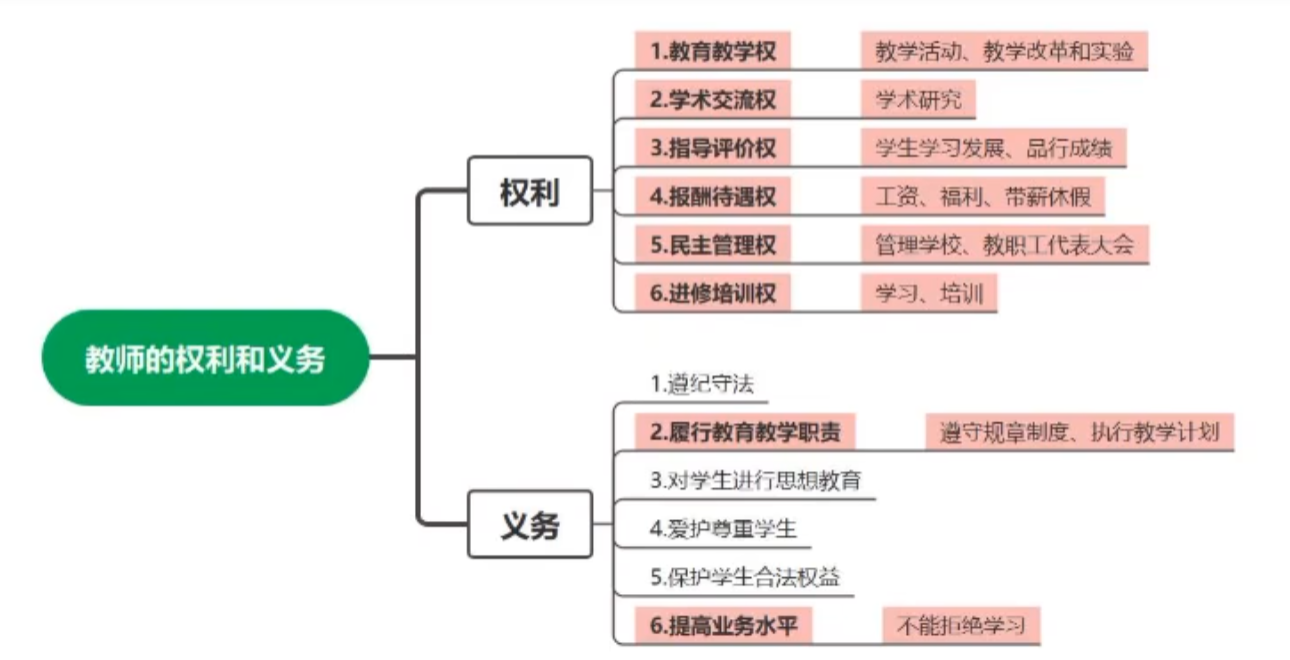 教师的权利和义务
权利
1.教育教学权 教学活动、教学改革和实验
2.学术交流权 学术研究
3.指导评价权 学生学习发展、品行成绩
4.报酬待遇权 工资、福利、带薪休假
5.民主管理权 管理学校、教职工代表大会
6.进修培训权 学习、培训
义务
1.遵纪守法
2.履行教育教学职责 遵守规章制度、执行教学计划
3.对学生进行思想教育
4.爱护尊重学生
5.保护学生合法权益
6.提高业务水平 不能拒绝学习